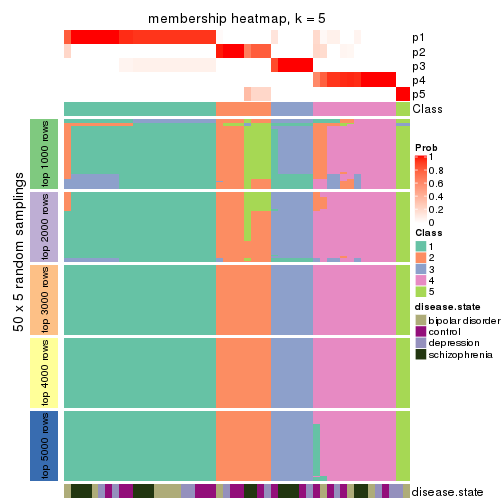 membership heatmap, k = 5
p1
p2
p3
p4
p5
Class
50 x 5 random samplings
top 1000 rows
top 2000 rows
top 3000 rows
top 4000 rows
top 5000 rows
disease.state
Prob
1
0.8
0.6
0.4
0.2
0
Class
1
2
3
4
5
disease.state
bipolar disorder
control
depression
schizophrenia